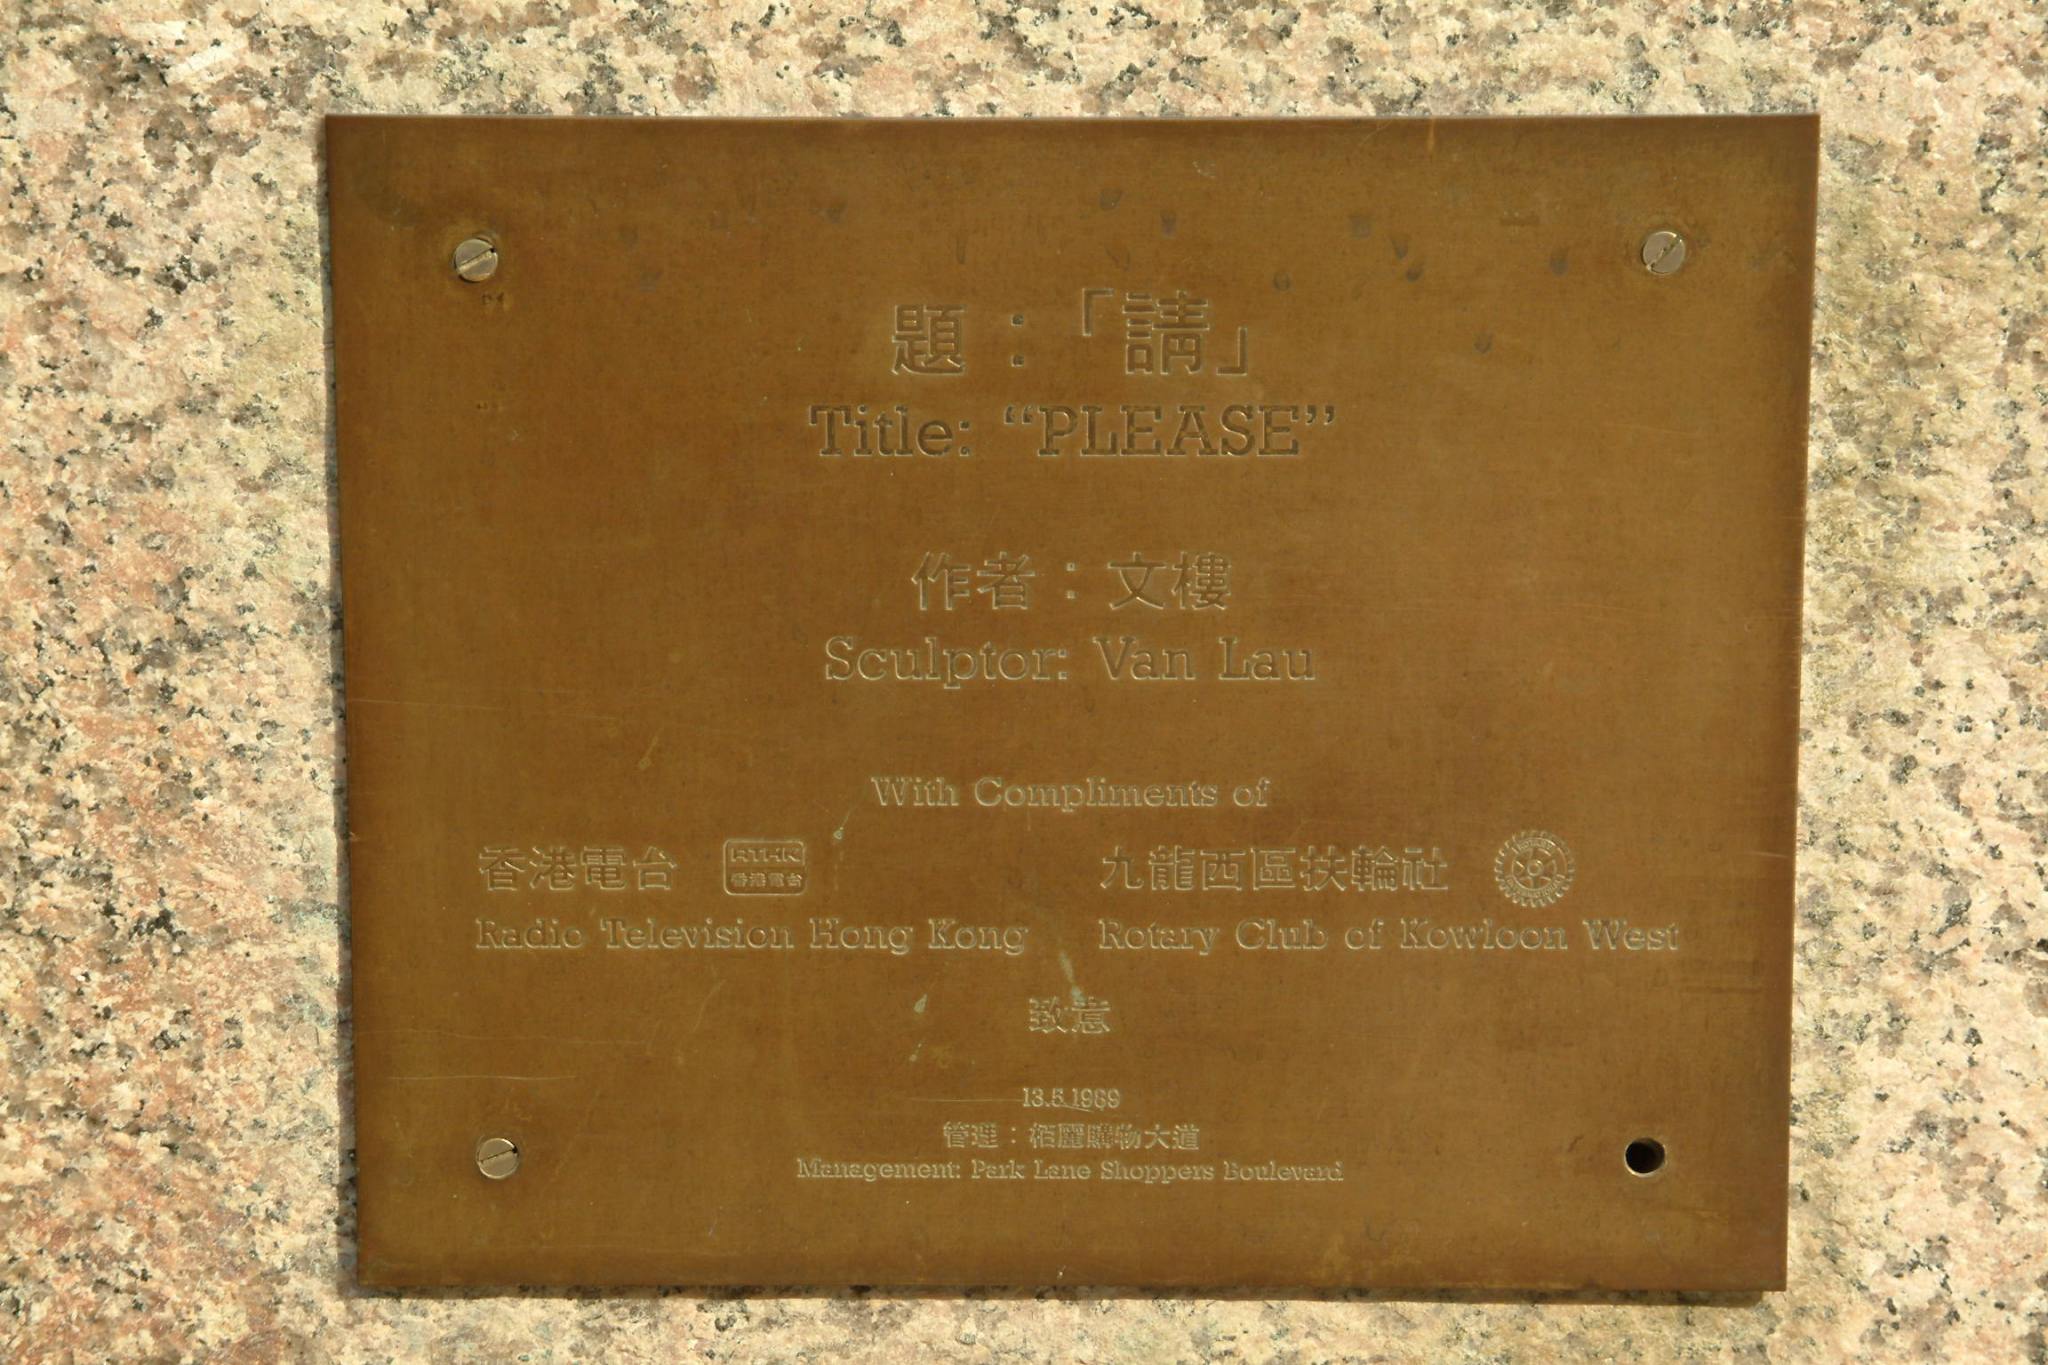 題：「請」
Title: “PLEASE”
作者：文樓
Sculptor: Van Lau
With Compliments of
香港電台 RTHK 香港電台
Radio Television Hong Kong
九龍西區扶輪社
Rotary Club of Kowloon West
致意
13.5.1989
管理：栢麗購物大道
Management: Park Lane Shoppers Boulevard